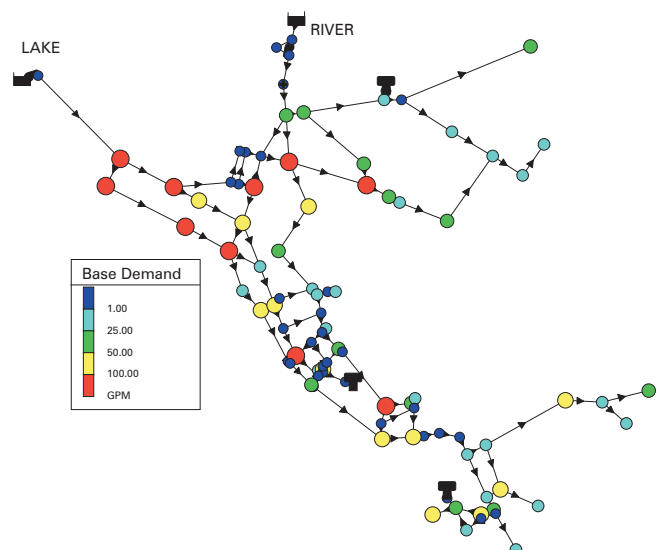 RIVER
LAKE
Base Demand
1.00
25.00
50.00
100.00
GPM